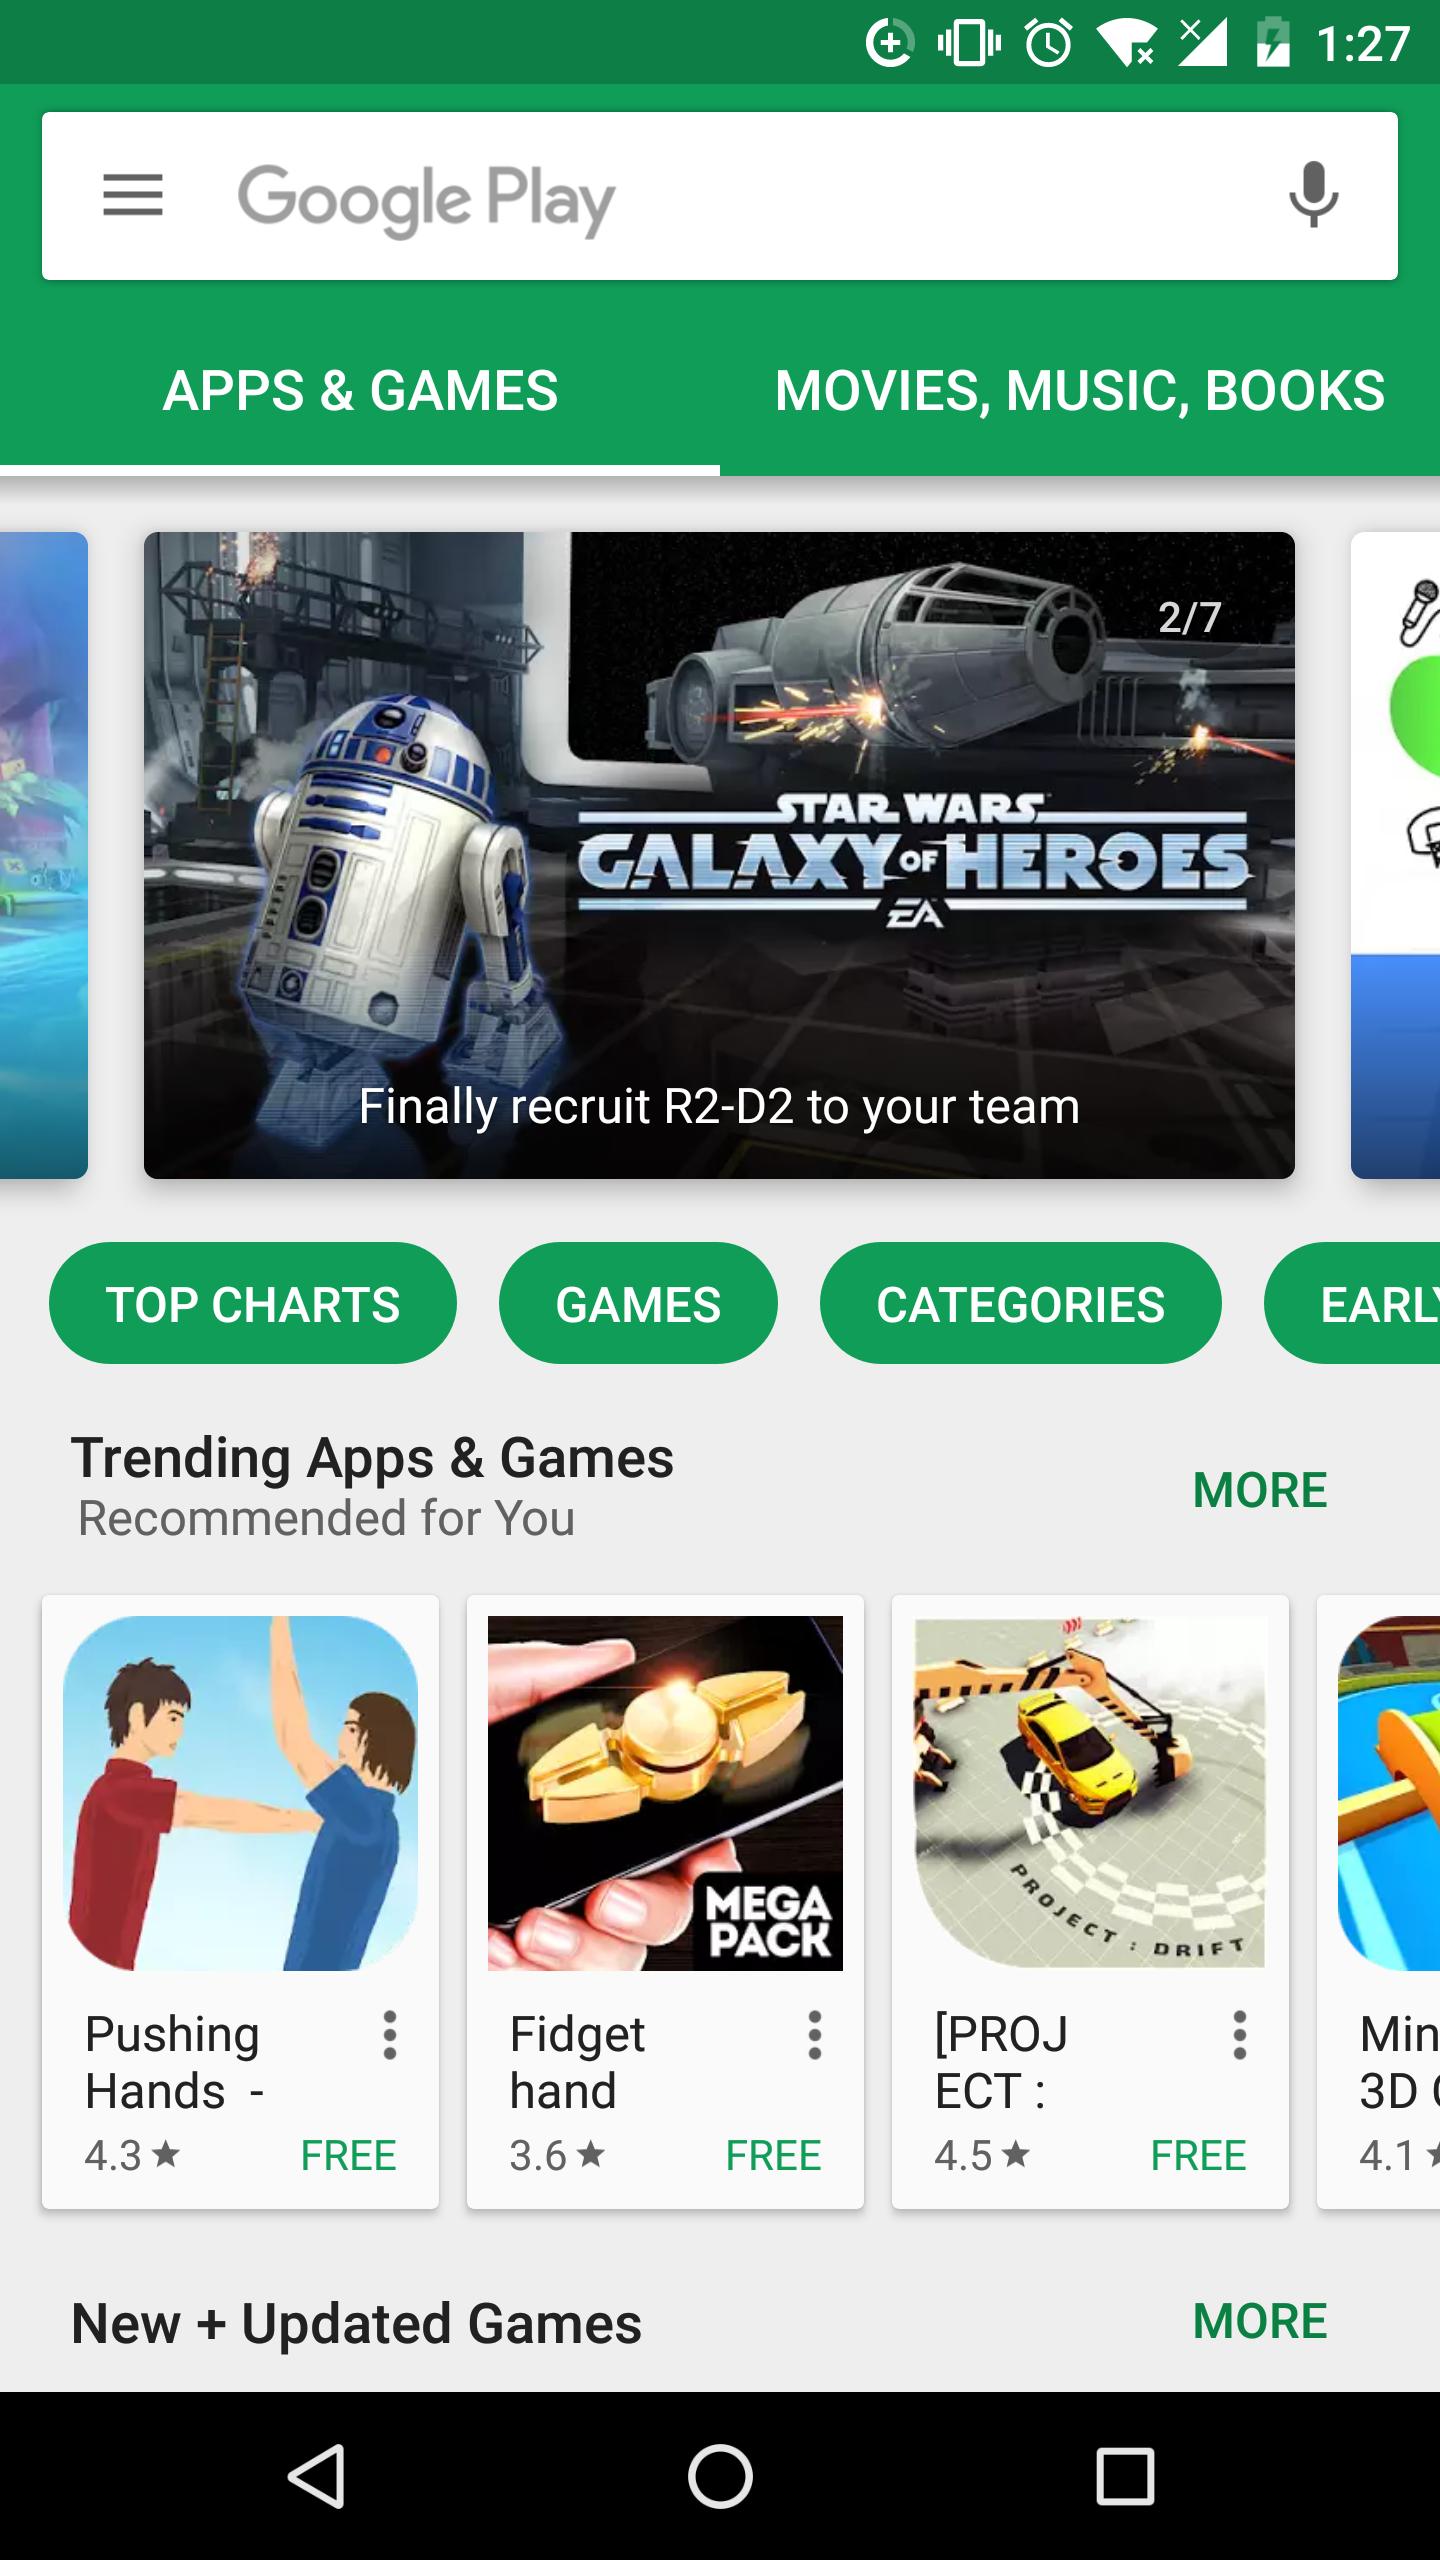 1:27
Google Play
APPS & GAMES
MOVIES, MUSIC, BOOKS
2/7
STAR WARS
GALAXY OF HEROES
EA
Finally recruit R2-D2 to your team
TOP CHARTS
GAMES
CATEGORIES
EARLY
Trending Apps & Games
Recommended for You
MORE
MEGA
PACK
PROJECT : DRIFT
Pushing
Hands -
4.3
FREE
Fidget
hand
3.6
FREE
[PROJ
ECT :
4.5
FREE
Min
3D
4.1
New + Updated Games
MORE